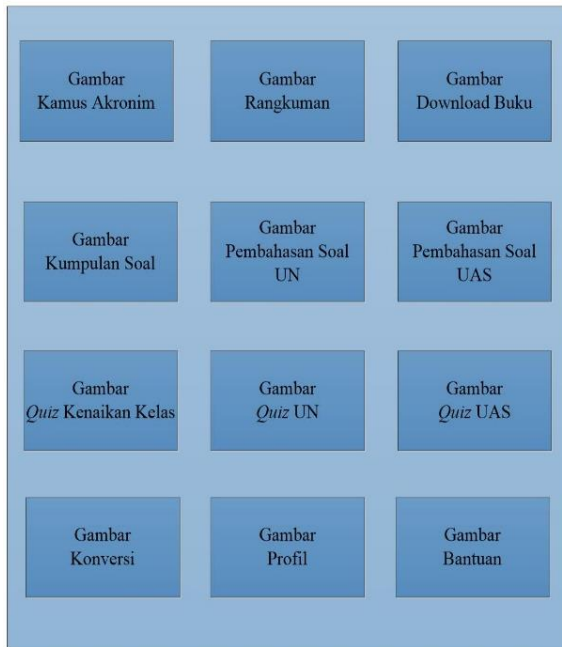 Gambar
Kamus Akronim
Gambar
Rangkuman
Gambar
Download Buku
Gambar
Kumpulan Soal
Gambar
Pembahasan Soal
UN
Gambar
Pembahasan Soal
UAS
Gambar
Quiz Kenaikan Kelas
Gambar
Quiz UN
Gambar
Quiz UAS
Gambar
Konversi
Gambar
Profil
Gambar
Bantuan